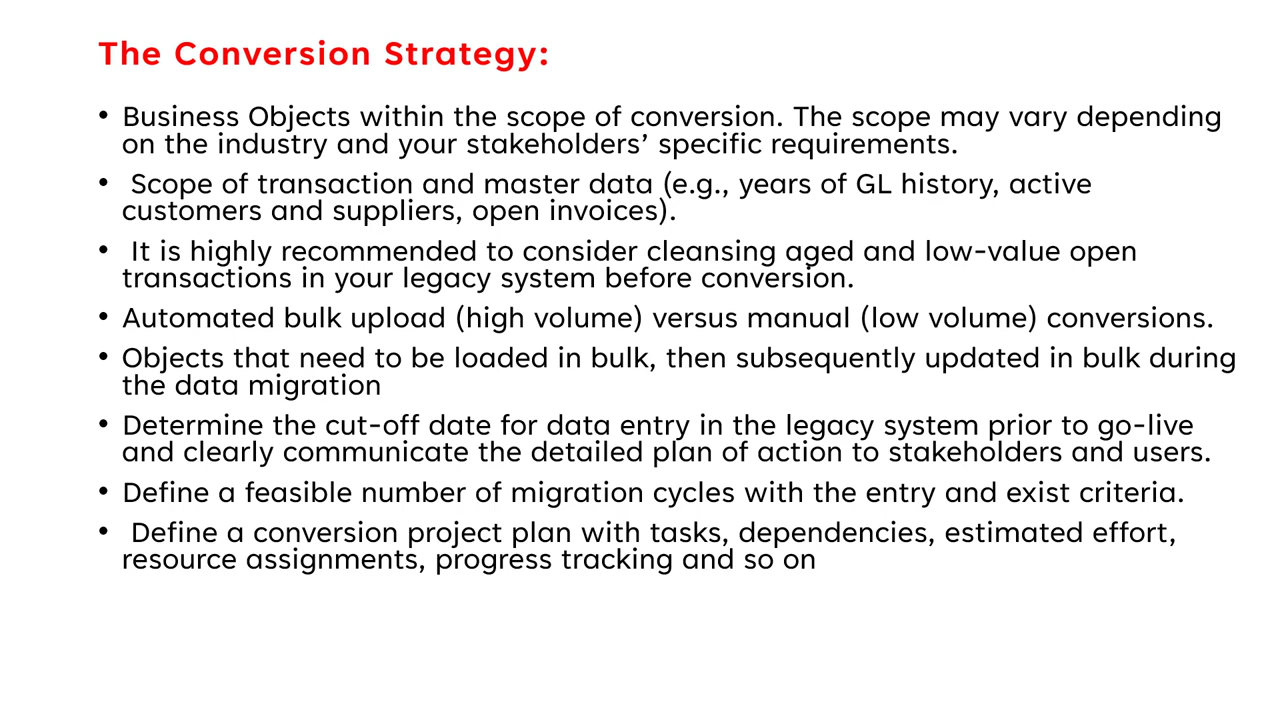 The Conversion Strategy:
• Business Objects within the scope of conversion. The scope may vary depending
on the industry and your stakeholders’ specific requirements.
• Scope of transaction and master data (e.g., years of GL history, active
customers and suppliers, open invoices).
• It is highly recommended to consider cleansing aged and low-value open
transactions in your legacy system before conversion.
• Automated bulk upload (high volume) versus manual (low volume) conversions.
• Objects that need to be loaded in bulk, then subsequently updated in bulk during
the data migration
• Determine the cut-off date for data entry in the legacy system prior to go-live
and clearly communicate the detailed plan of action to stakeholders and users.
• Define a feasible number of migration cycles with the entry and exist criteria.
• Define a conversion project plan with tasks, dependencies, estimated effort,
resource assignments, progress tracking and so on